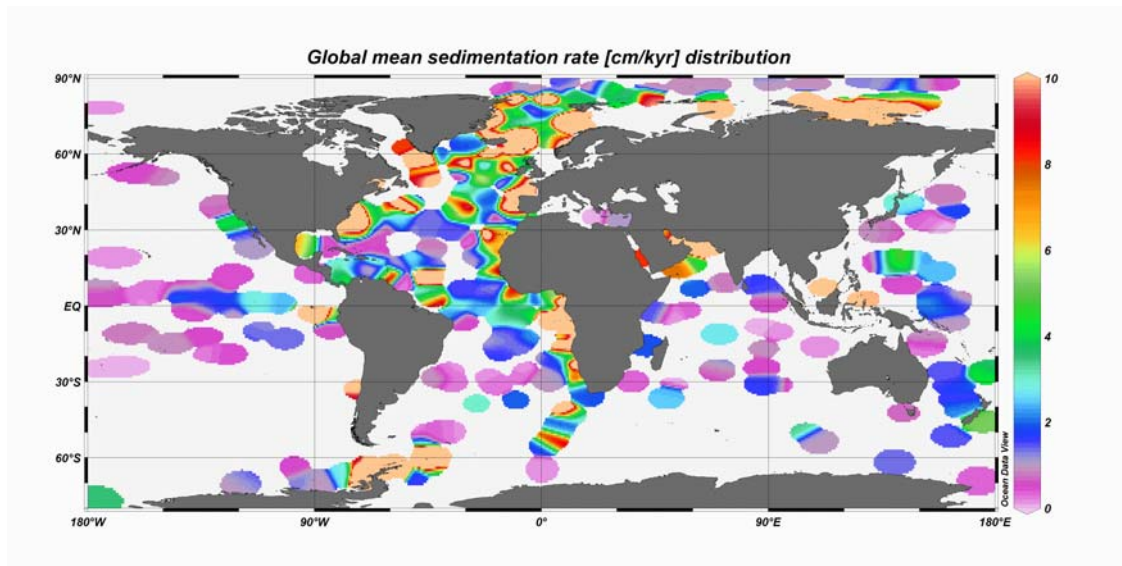 Global mean sedimentation rate [cm/kyr] distribution
90°N
60°N
30°N
EQ
30°S
60°S
180°W
90°W
0°
90°E
180°E
10
8
6
4
2
0
Ocean Data View